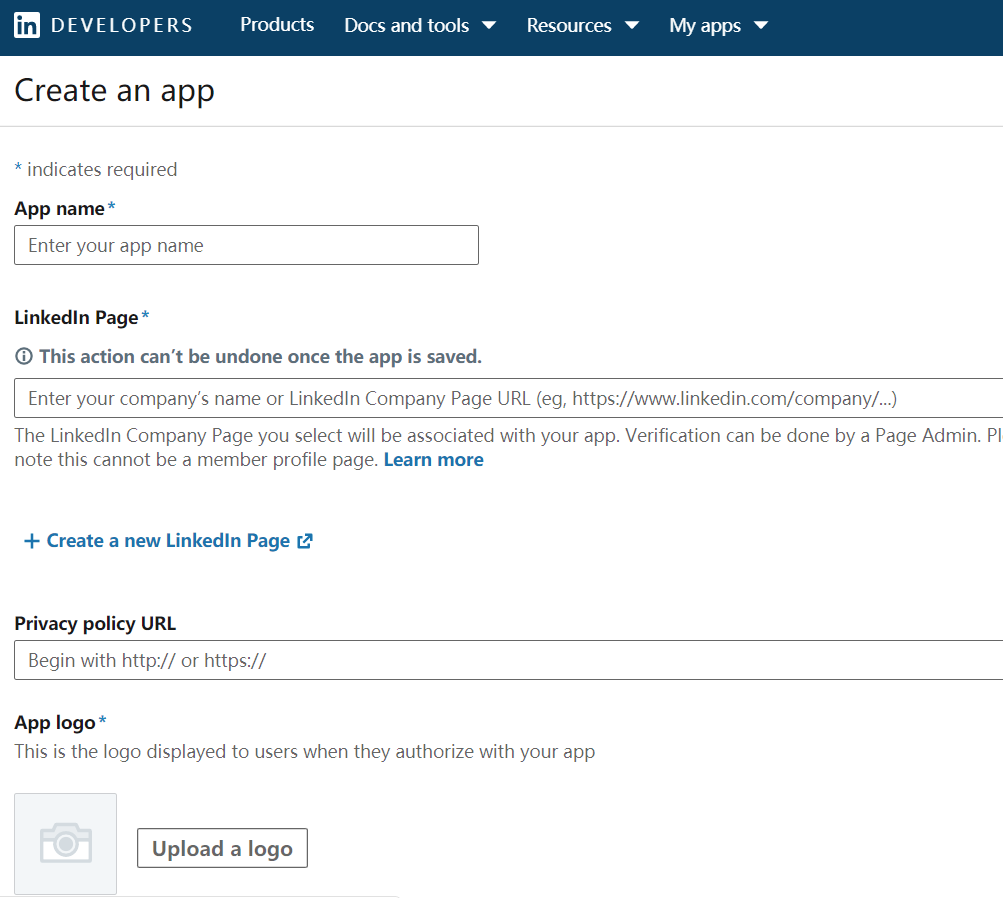 in DEVELOPERS Products Docs and tools Resources My apps
Create an app
* indicates required
App name*
Enter your app name
LinkedIn Page*
This action can’t be undone once the app is saved.
Enter your company’s name or LinkedIn Company Page URL (eg, https://www.linkedin.com/company/...)
The LinkedIn Company Page you select will be associated with your app. Verification can be done by a Page Admin. Pl
note this cannot be a member profile page. Learn more
+ Create a new LinkedIn Page
Privacy policy URL
Begin with http:// or https://
App logo*
This is the logo displayed to users when they authorize with your app
Upload a logo